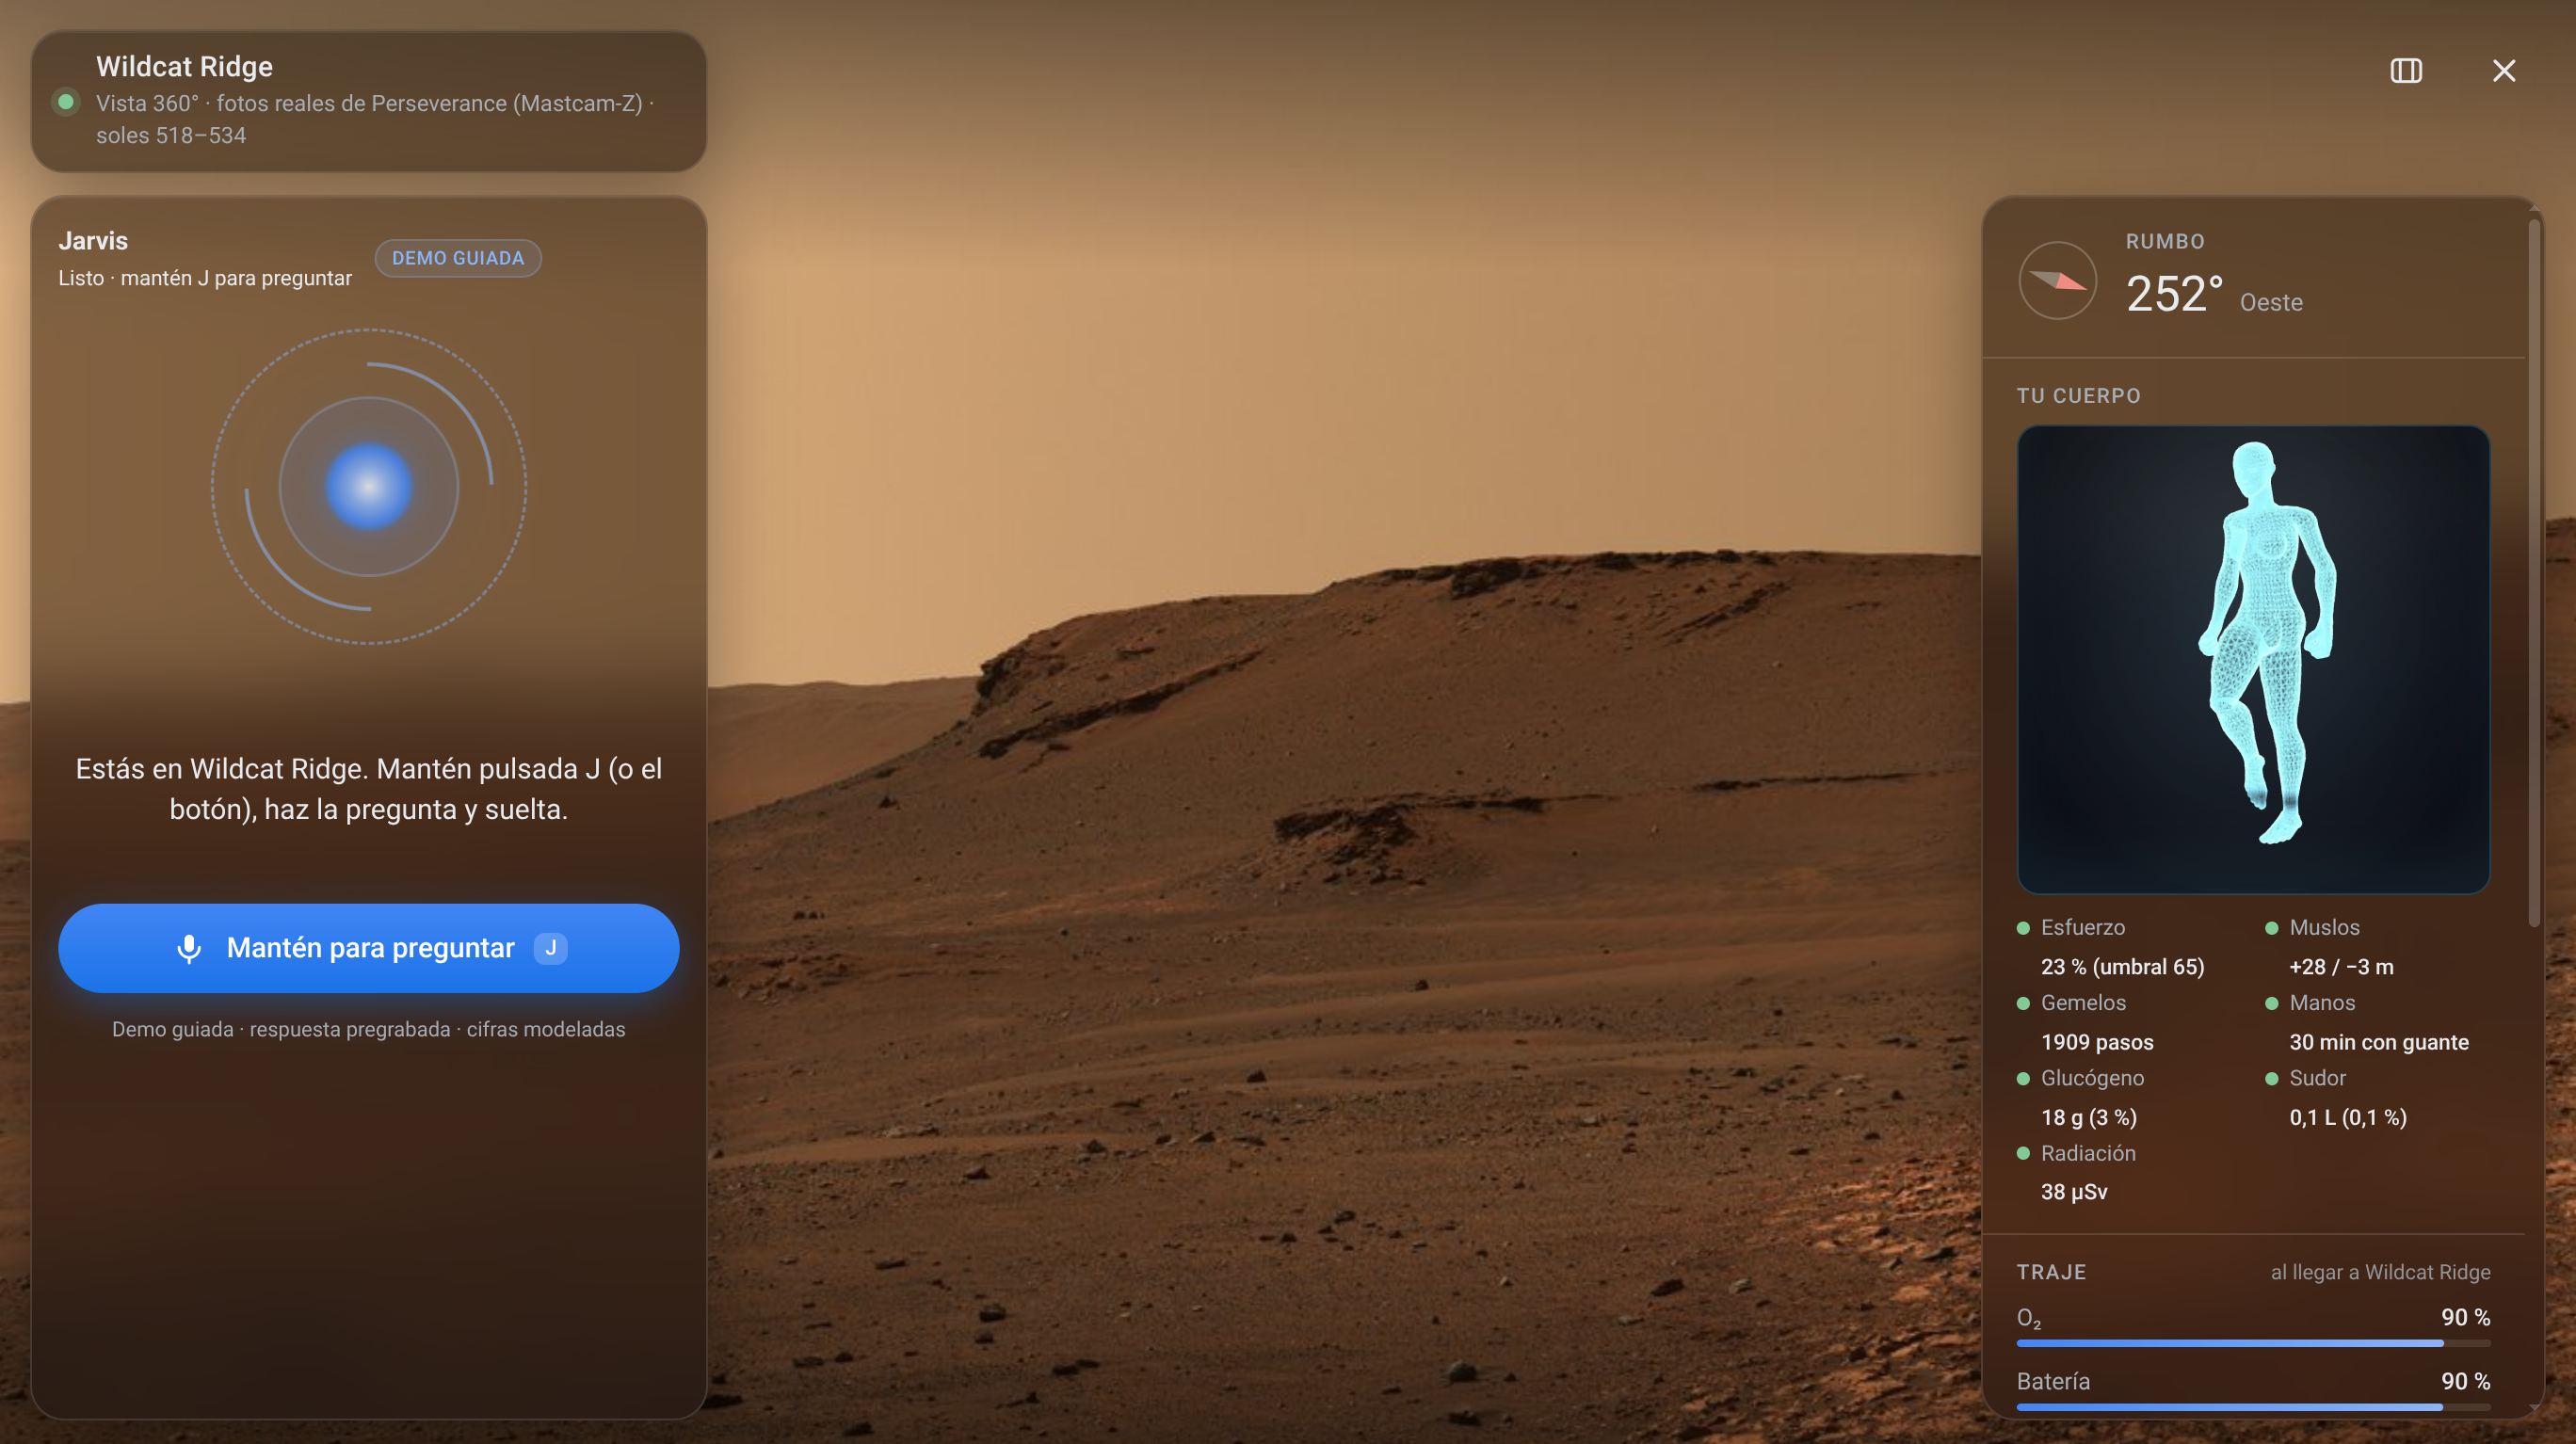 Wildcat Ridge
Vista 360° · fotos reales de Perseverance (Mastcam-Z) ·
soles 518–534
Jarvis
Listo · mantén J para preguntar
DEMO GUIADA
Estás en Wildcat Ridge. Mantén pulsada J (o el
botón), haz la pregunta y suelta.
Mantén para preguntar J
Demo guiada · respuesta pregrabada · cifras modeladas
RUMBO
252° Oeste
TU CUERPO
Esfuerzo
23 % (umbral 65)
Muslos
+28 / −3 m
Gemelos
1909 pasos
Manos
30 min con guante
Glucógeno
18 g (3 %)
Sudor
0,1 L (0,1 %)
Radiación
38 µSv
TRAJE al llegar a Wildcat Ridge
O₂ 90 %
Batería 90 %